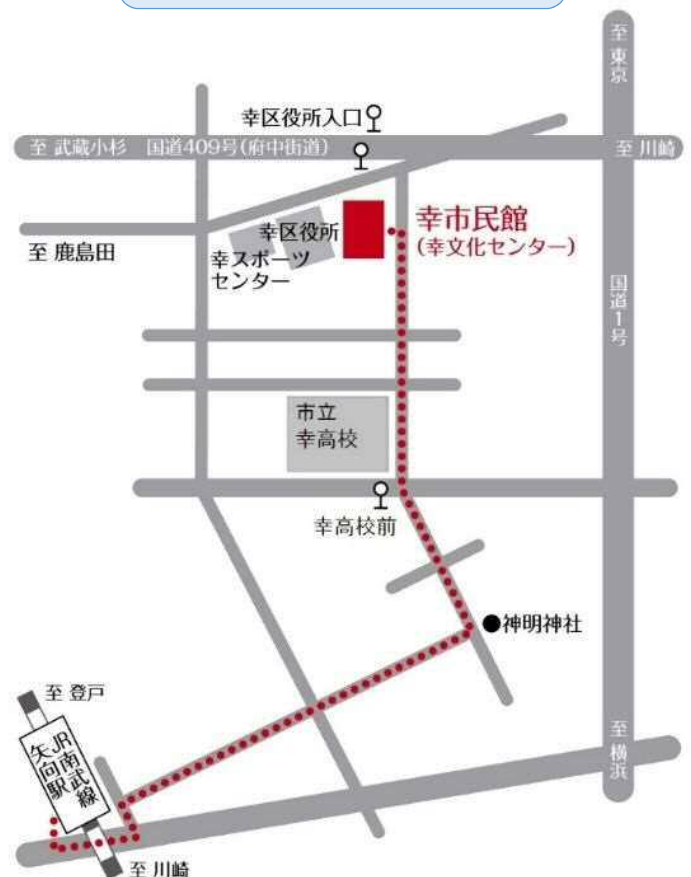 至 東京
幸区役所入口
至 武蔵小杉 国道409号(府中街道)
至 川崎
幸市民館
(幸文化センター)
幸区役所
至 鹿島田
幸スポーツ
センター
国道1号
市立
幸高校
幸高校前
神明神社
至 登戸
JR南武線
矢向駅
至 横浜
至 川崎